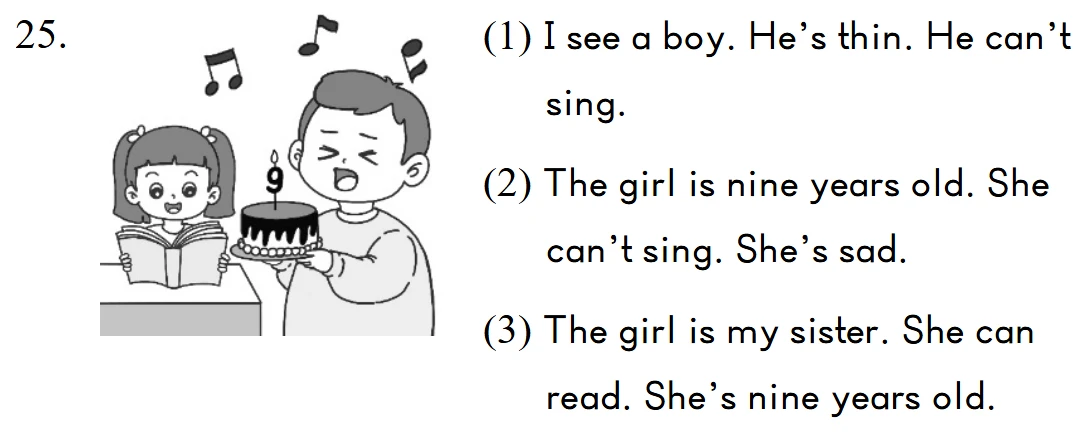 25.
(1) I see a boy. He's thin. He can't
sing.
9
(2) The girl is nine years old. She
can't sing. She's sad.
(3) The girl is my sister. She can
read. She's nine years old.